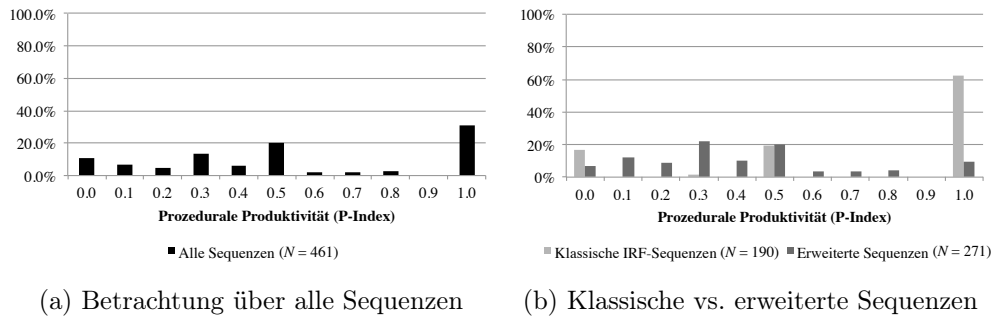 100.0%
80.0%
60.0%
40.0%
20.0%
0.0%
0.0 0.1 0.2 0.3 0.4 0.5 0.6 0.7 0.8 0.9 1.0
Prozedurale Produktivität (P-Index)
Alle Sequenzen (N = 461)
(a) Betrachtung über alle Sequenzen
100%
80%
60%
40%
20%
0%
0.0 0.1 0.2 0.3 0.4 0.5 0.6 0.7 0.8 0.9 1.0
Prozedurale Produktivität (P-Index)
Klassische IRF-Sequenzen (N = 190) Erweiterte Sequenzen (N = 271)
(b) Klassische vs. erweiterte Sequenzen